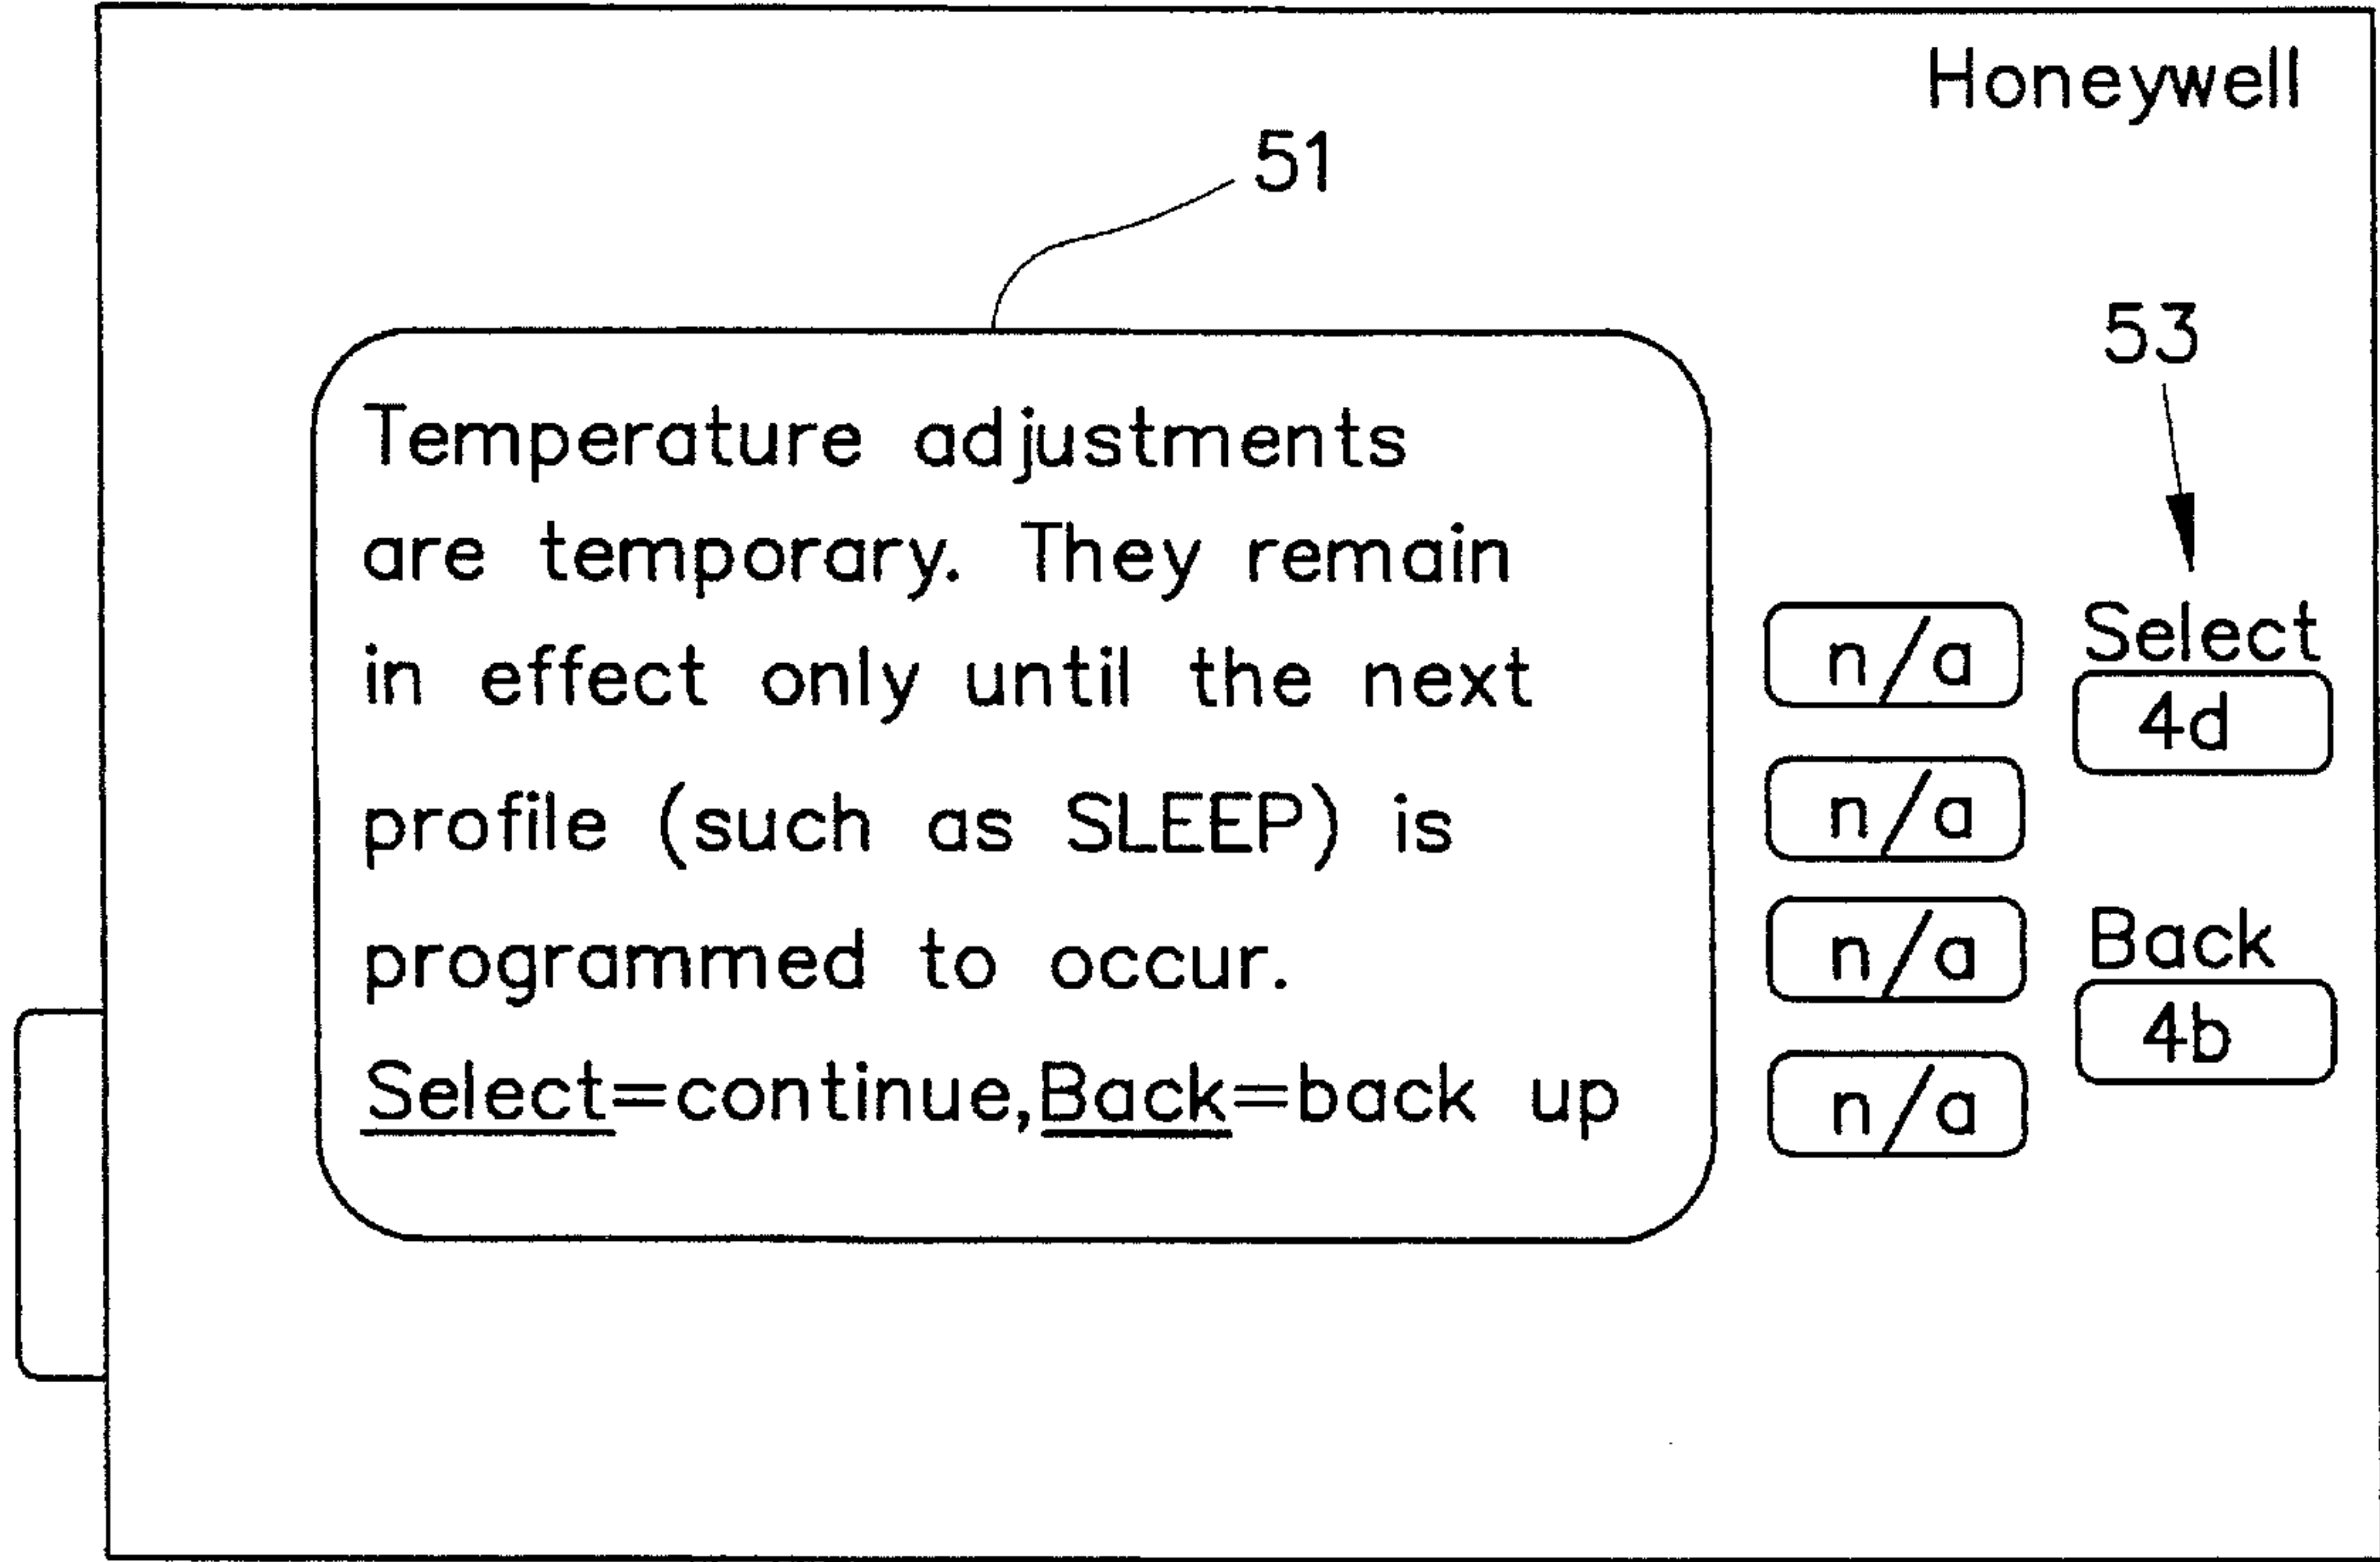 Honeywell
51
53
Temperature adjustments
are temporary. They remain
in effect only until the next
profile (such as SLEEP) is
programmed to occur.
Select=continue,Back=back up
n/a
Select
4d
n/a
n/a
Back
4b
n/a